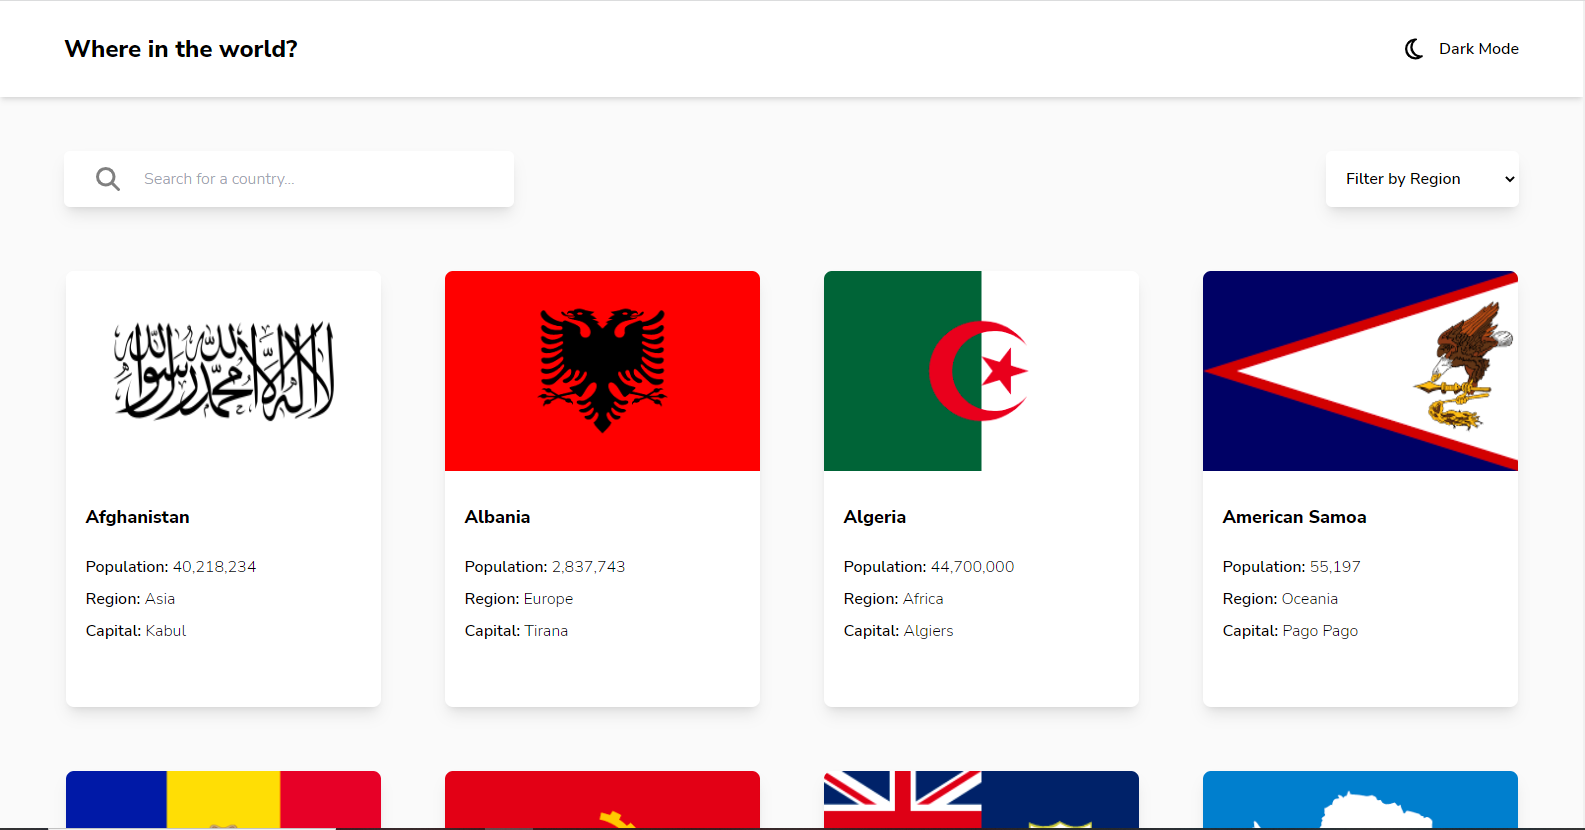 Where in the world?
Dark Mode
Search for a country...
Filter by Region
لا إله إلا الله محمد رسول الله
Afghanistan
Population: 40,218,234
Region: Asia
Capital: Kabul
Albania
Population: 2,837,743
Region: Europe
Capital: Tirana
Algeria
Population: 44,700,000
Region: Africa
Capital: Algiers
American Samoa
Population: 55,197
Region: Oceania
Capital: Pago Pago